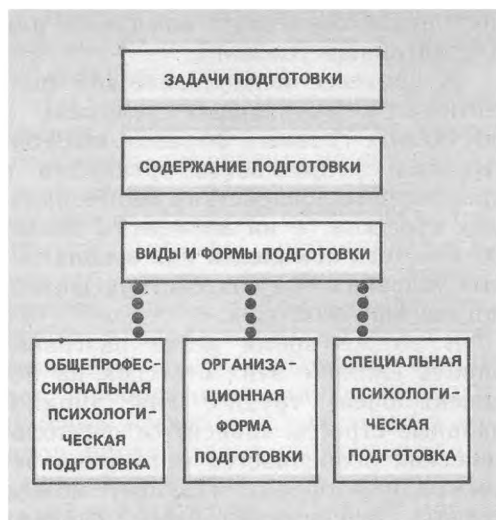 ЗАДАЧИ ПОДГОТОВКИ
СОДЕРЖАНИЕ ПОДГОТОВКИ
ВИДЫ И ФОРМЫ ПОДГОТОВКИ
ОБЩЕПРОФЕС-
СИОНАЛЬНАЯ
ПСИХОЛОГИ-
ЧЕСКАЯ
ПОДГОТОВКА
ОРГАНИЗА-
ЦИОННАЯ
ФОРМА
ПОДГОТОВКИ
СПЕЦИАЛЬНАЯ
ПСИХОЛОГИ-
ЧЕСКАЯ
ПОДГОТОВКА